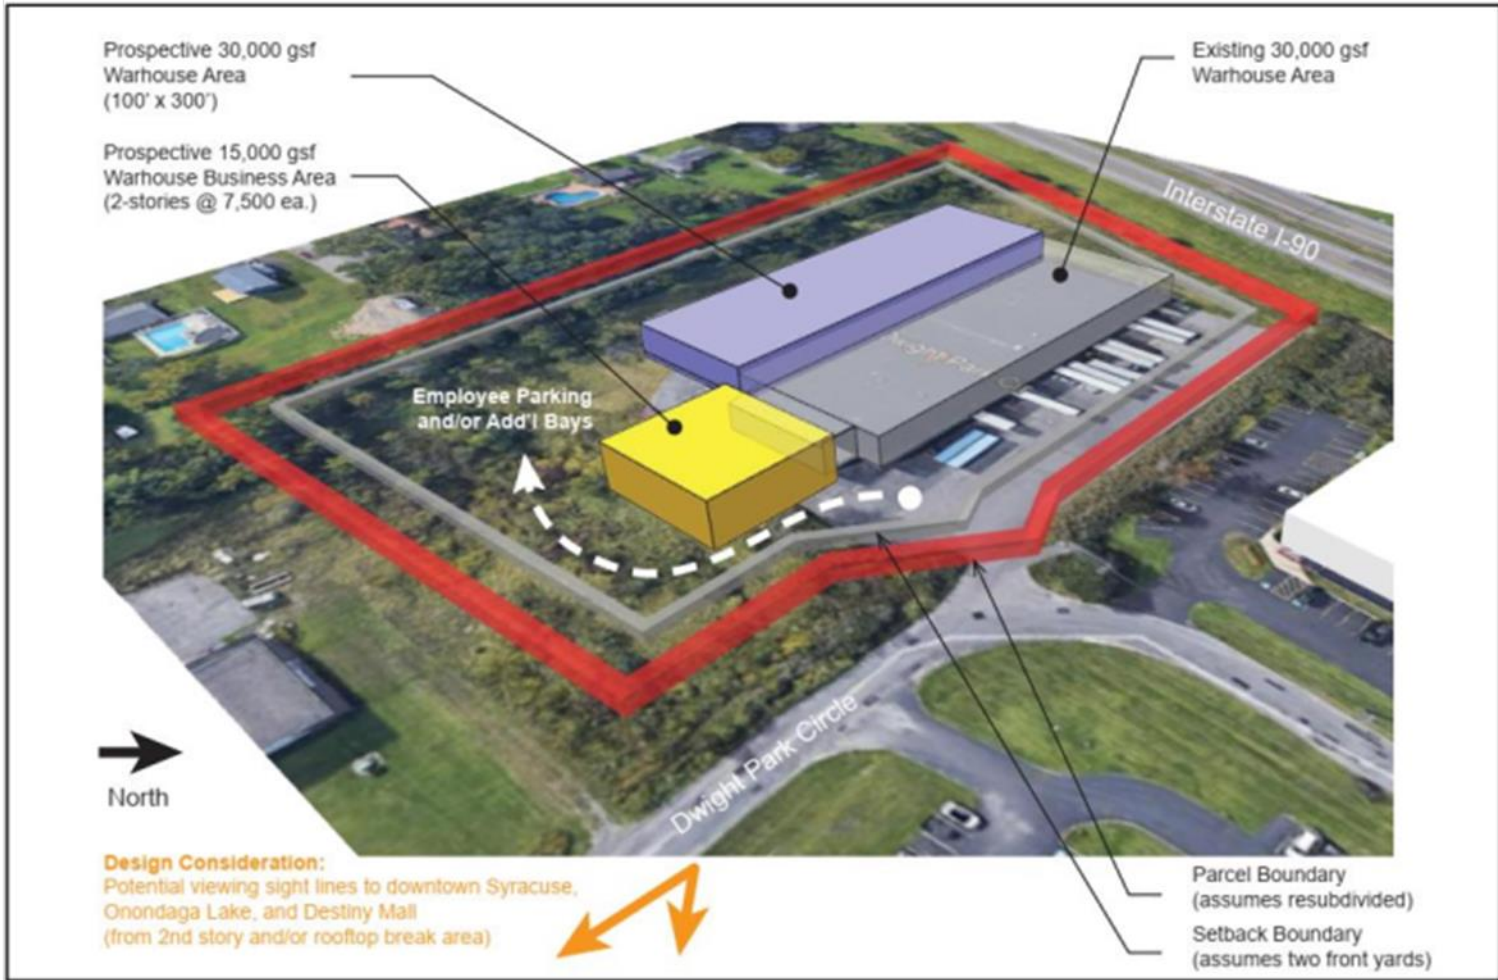 Prospective 30,000 gsf
Warhouse Area
(100' x 300')
Existing 30,000 gsf
Warhouse Area
Prospective 15,000 gsf
Warhouse Business Area
(2-stories @ 7,500 ea.)
Interstate I-90
Dwight Park C
Employee Parking
and/or Add'l Bays
Dwight Park Circle
North
Design Consideration:
Potential viewing sight lines to downtown Syracuse,
Onondaga Lake, and Destiny Mall
(from 2nd story and/or rooftop break area)
Parcel Boundary
(assumes resubdivided)
Setback Boundary
(assumes two front yards)